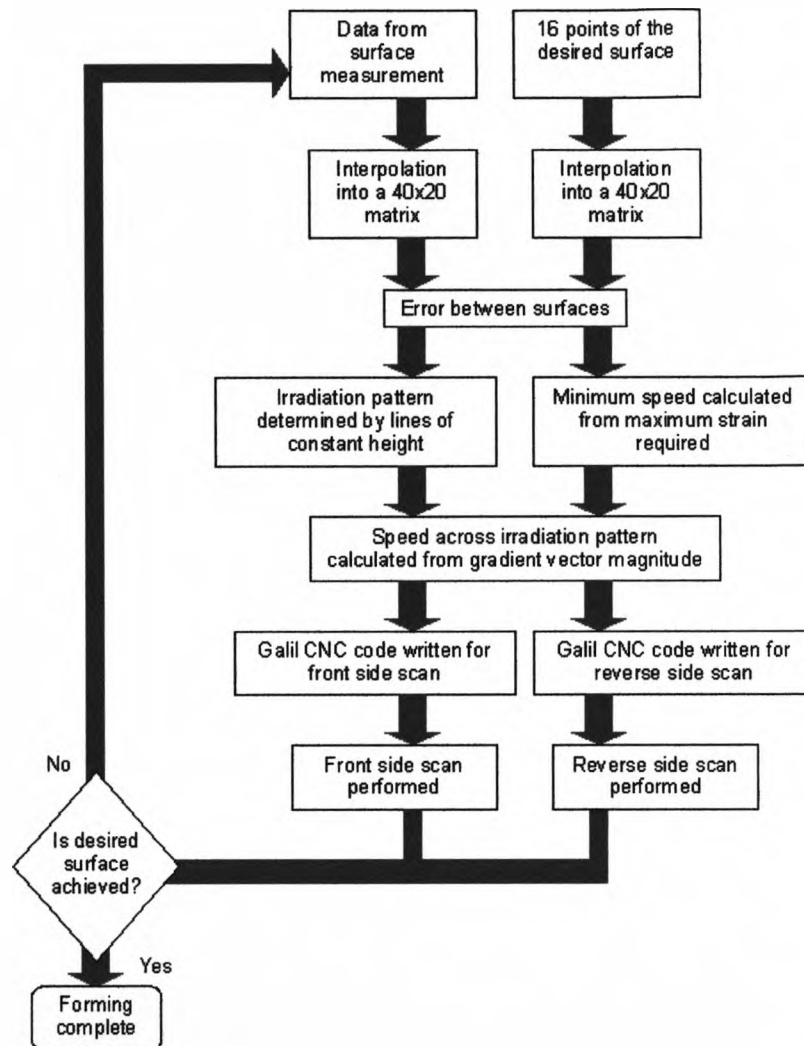 Data from
surface
measurement
16 points of the
desired surface
Interpolation
into a 40x20
matrix
Interpolation
into a 40x20
matrix
Error between surfaces
Irradiation pattern
determined by lines of
constant height
Minimum speed calculated
from maximum strain
required
Speed across irradiation pattern
calculated from gradient vector magnitude
Galil CNC code written for
front side scan
Galil CNC code written for
reverse side scan
Front side scan
performed
Reverse side scan
performed
No
Is desired
surface
achieved?
Yes
Forming
complete